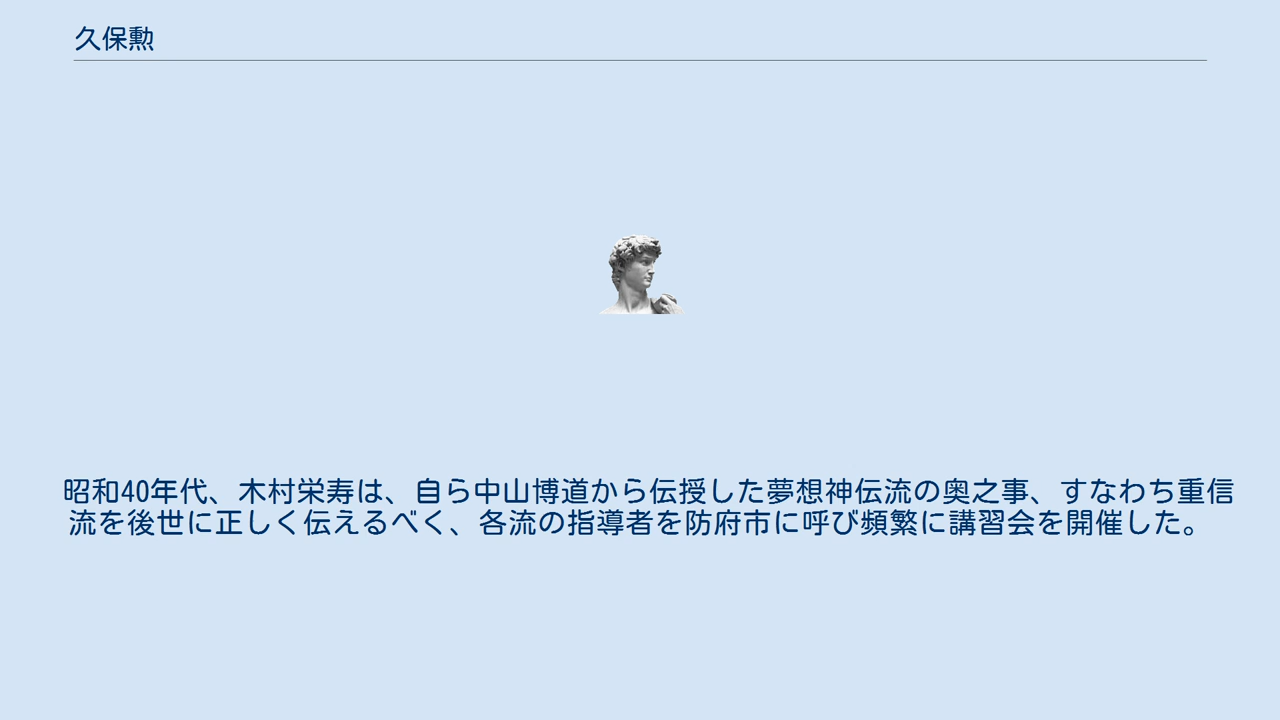 久保勲
昭和40年代、木村栄寿は、自ら中山博道から伝授した夢想神伝流の奥之事、すなわち重信
流を後世に正しく伝えるべく、各流の指導者を防府市に呼び頻繁に講習会を開催した。